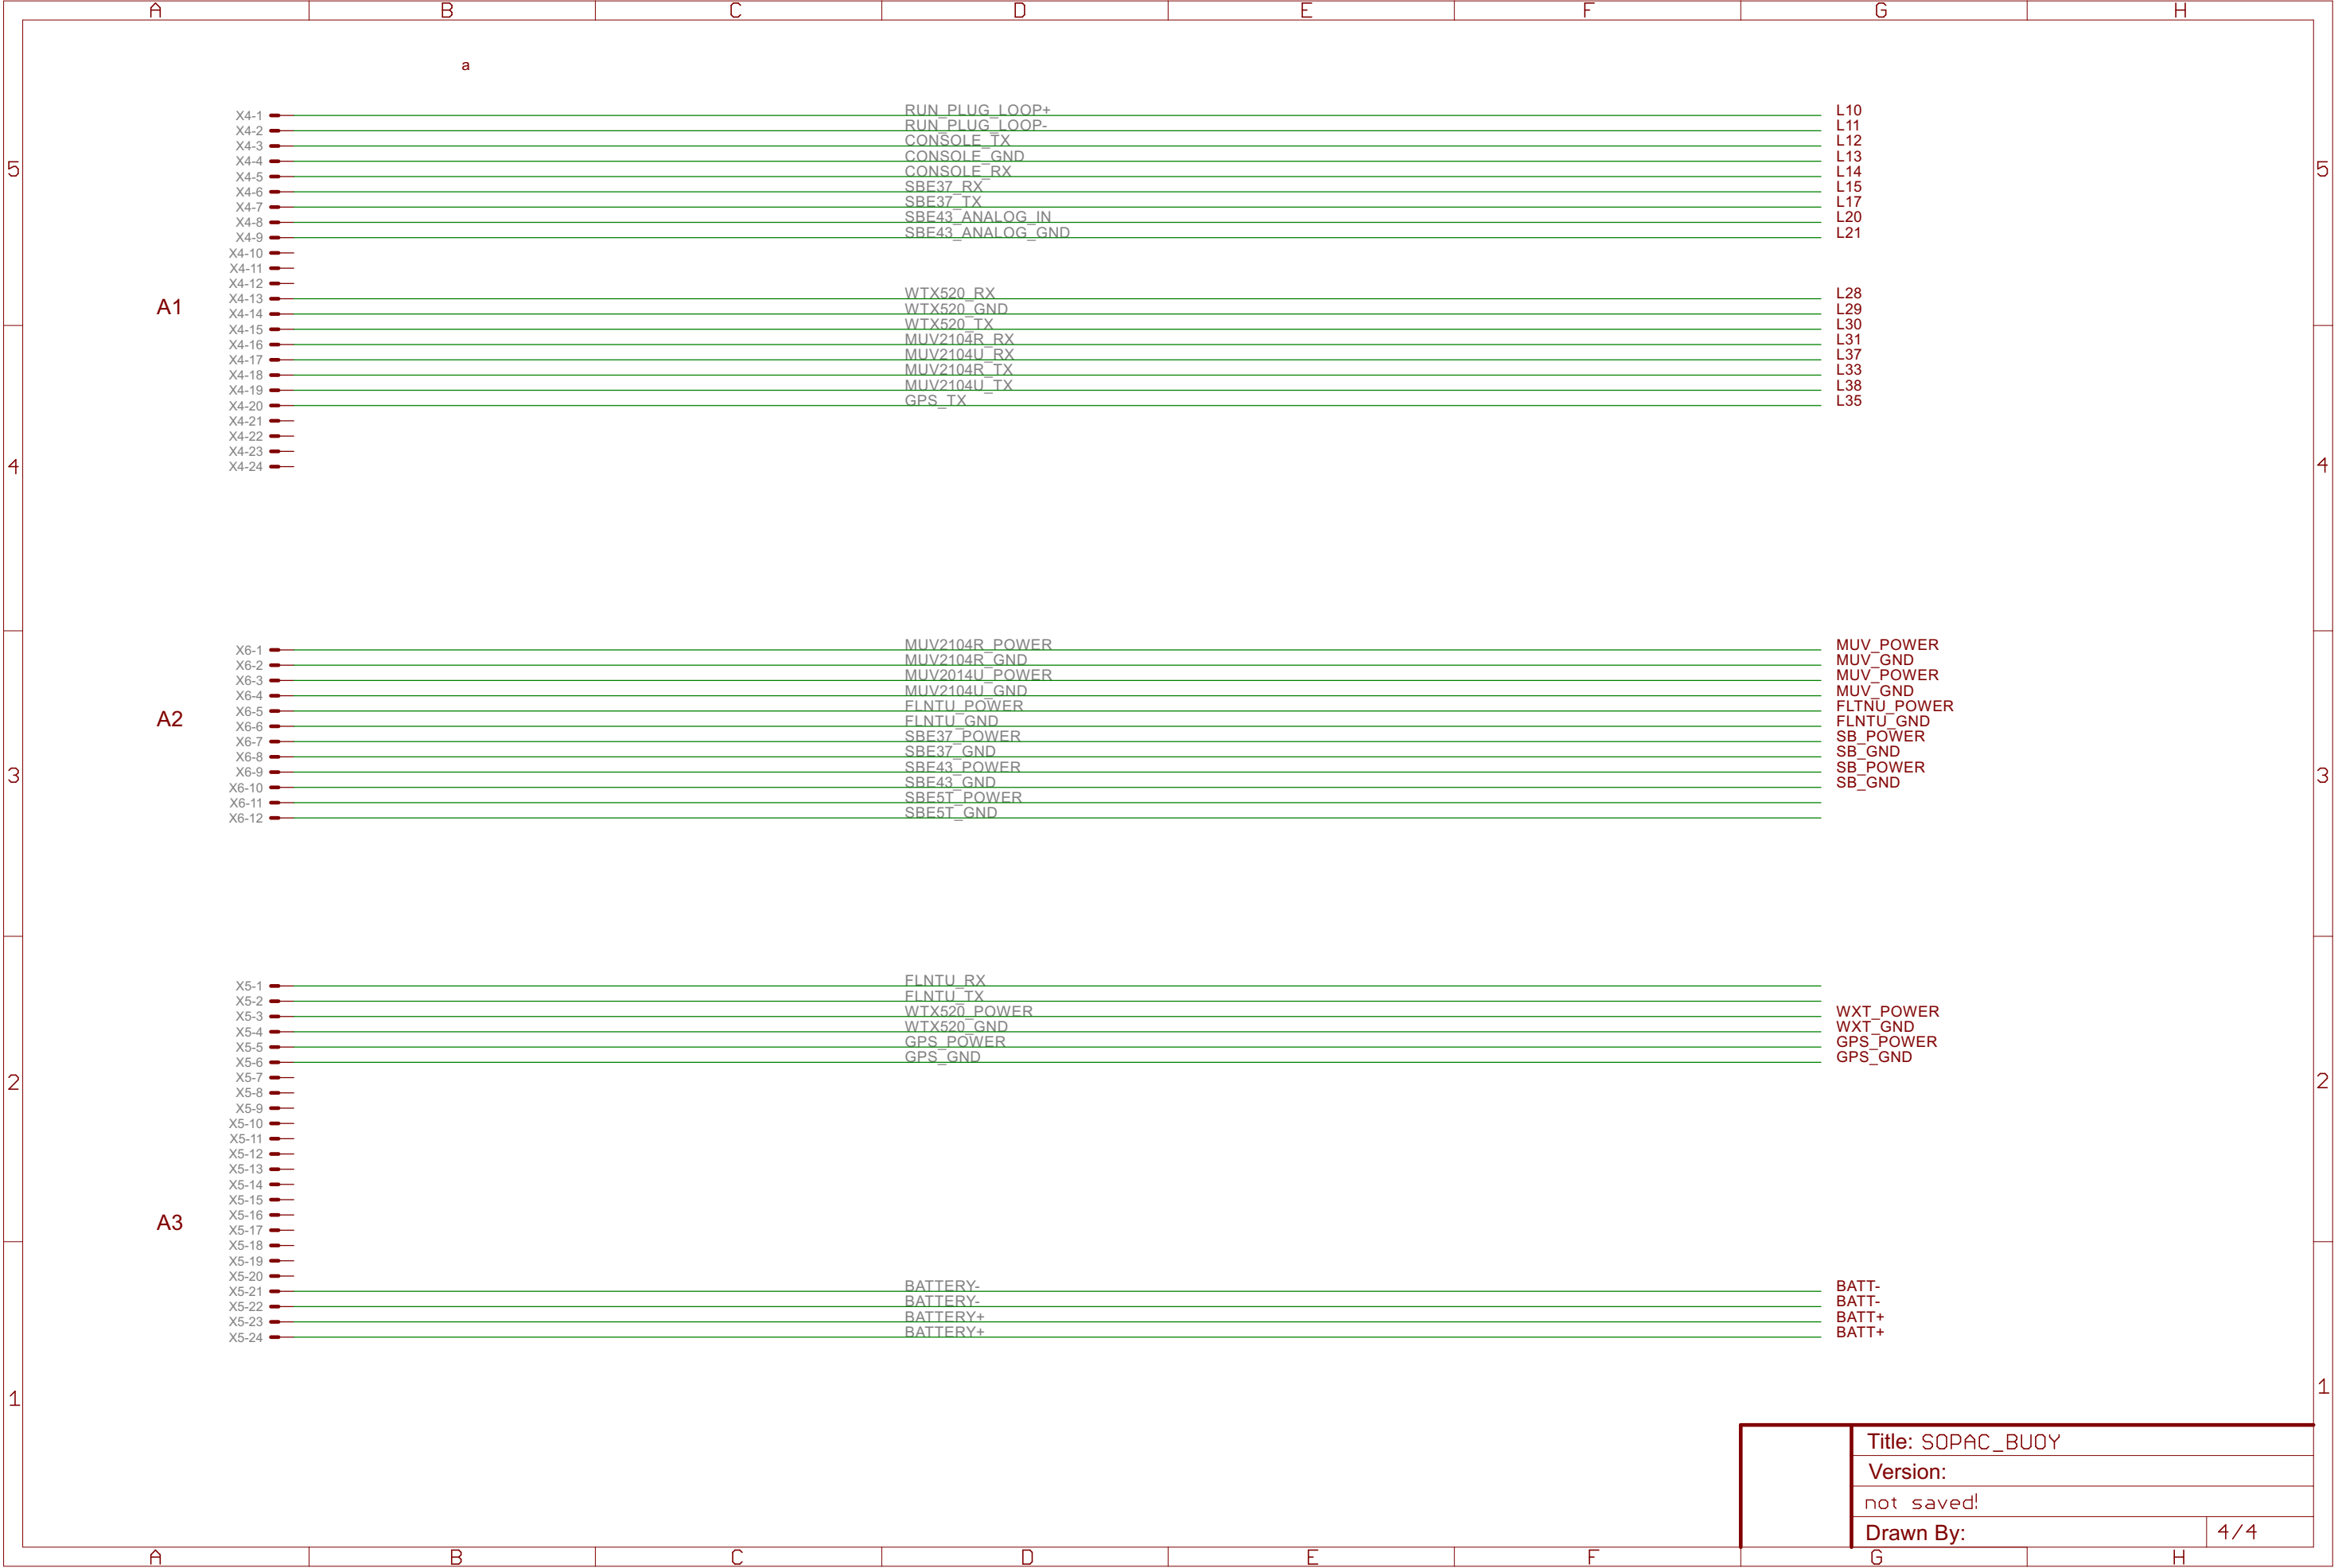 A B C D E F G H
a
X4-1 RUN_PLUG_LOOP+ L10
X4-2 RUN_PLUG_LOOP- L11
X4-3 CONSOLE_TX L12
X4-4 CONSOLE_GND L13
5 X4-5 CONSOLE_RX L14 5
X4-6 SBE37_RX L15
X4-7 SBE37_TX L17
X4-8 SBE43_ANALOG_IN L20
X4-9 SBE43_ANALOG_GND L21
X4-10
X4-11
X4-12
A1 X4-13 WTX520_RX L28
X4-14 WTX520_GND L29
X4-15 WTX520_TX L30
X4-16 MUV2104R_RX L31
X4-17 MUV2104U_RX L37
X4-18 MUV2104R_TX L33
X4-19 MUV2104U_TX L38
X4-20 GPS_TX L35
X4-21
X4-22
X4-23
4 X4-24 4
X6-1 MUV2104R_POWER MUV_POWER
X6-2 MUV2104R_GND MUV_GND
X6-3 MUV2014U_POWER MUV_POWER
X6-4 MUV2104U_GND MUV_GND
A2 X6-5 FLNTU_POWER FLTNU_POWER
X6-6 FLNTU_GND FLNTU_GND
X6-7 SBE37_POWER SB_POWER
X6-8 SBE37_GND SB_GND
3 X6-9 SBE43_POWER SB_POWER 3
X6-10 SBE43_GND SB_GND
X6-11 SBE5T_POWER
X6-12 SBE5T_GND
X5-1 FLNTU_RX
X5-2 FLNTU_TX
X5-3 WTX520_POWER WXT_POWER
X5-4 WTX520_GND WXT_GND
X5-5 GPS_POWER GPS_POWER
X5-6 GPS_GND GPS_GND
2 X5-7 2
X5-8
X5-9
X5-10
X5-11
X5-12
X5-13
X5-14
X5-15
A3 X5-16
X5-17
X5-18
X5-19
X5-20
X5-21 BATTERY- BATT-
X5-22 BATTERY- BATT-
X5-23 BATTERY+ BATT+
X5-24 BATTERY+ BATT+
1 1
Title: SOPAC_BUOY
Version:
not saved!
Drawn By: 4/4
A B C D E F G H